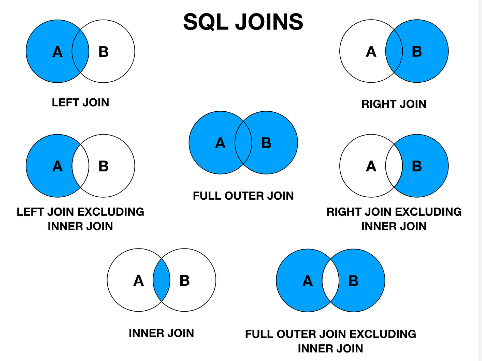 SQL JOINS
A B
LEFT JOIN
A B
RIGHT JOIN
A B
FULL OUTER JOIN
A B
LEFT JOIN EXCLUDING
INNER JOIN
A B
RIGHT JOIN EXCLUDING
INNER JOIN
A B
INNER JOIN
A B
FULL OUTER JOIN EXCLUDING
INNER JOIN